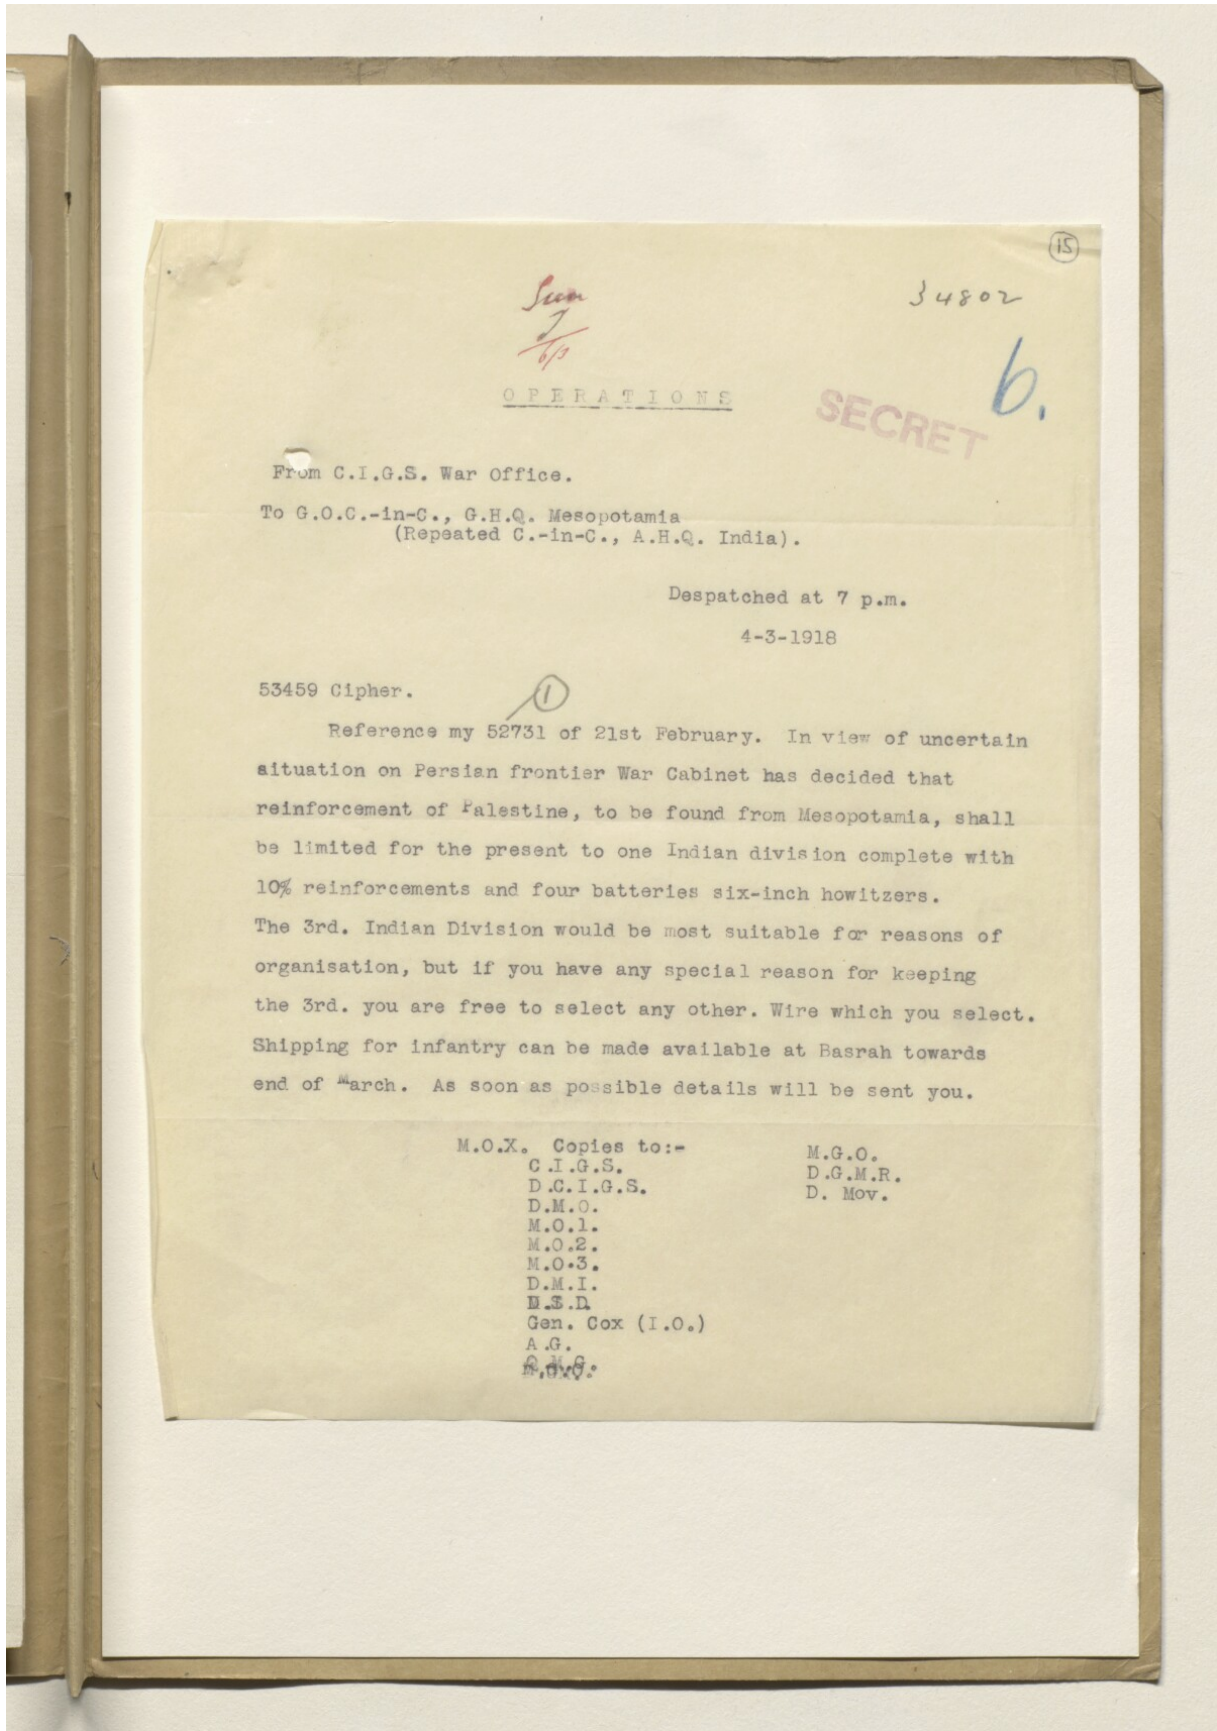 15
34802
6/3
6.
OPERATIONS
SECRET
From C.I.G.S. War Office.
To G.O.C.-in-C., G.H.Q. Mesopotamia
(Repeated C.-in-C., A.H.Q. India).
Despatched at 7 p.m.
4-3-1918
53459 Cipher.
1
Reference my 52731 of 21st February. In view of uncertain
situation on Persian frontier War Cabinet has decided that
reinforcement of Palestine, to be found from Mesopotamia, shall
be limited for the present to one Indian division complete with
10% reinforcements and four batteries six-inch howitzers.
The 3rd. Indian Division would be most suitable for reasons of
organisation, but if you have any special reason for keeping
the 3rd. you are free to select any other. Wire which you select.
Shipping for infantry can be made available at Basrah towards
end of March. As soon as possible details will be sent you.
M.O.X. Copies to:-
C.I.G.S.
D.C.I.G.S.
D.M.O.
M.O.1.
M.O.2.
M.O.3.
D.M.I.
Gen. Cox (I.O.)
A.G.
M.G.O.
D.G.M.R.
D. Mov.